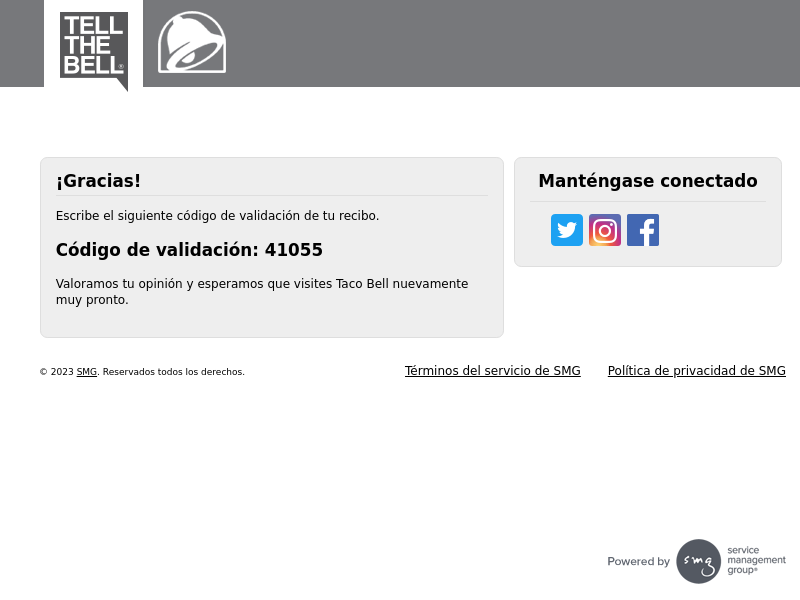 TELL
THE
BELL®
¡Gracias!
Escribe el siguiente código de validación de tu recibo.
Código de validación: 41055
Valoramos tu opinión y esperamos que visites Taco Bell nuevamente
muy pronto.
Manténgase conectado
© 2023 SMG. Reservados todos los derechos.
Términos del servicio de SMG
Política de privacidad de SMG
Powered by
smg
service
management
group®